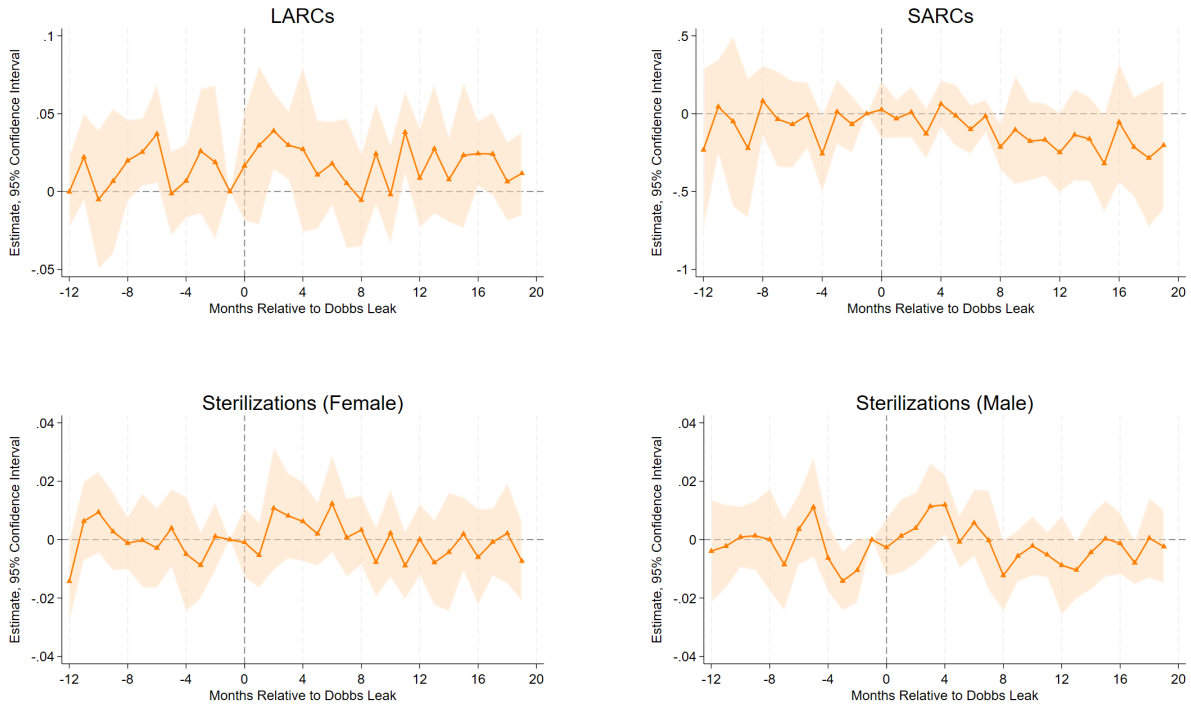 LARCs
Estimate, 95% Confidence Interval
.1
.05
0
-.05
-12 -8 -4 0 4 8 12 16 20
Months Relative to Dobbs Leak
SARCs
Estimate, 95% Confidence Interval
.5
0
-.5
-1
-12 -8 -4 0 4 8 12 16 20
Months Relative to Dobbs Leak
Sterilizations (Female)
Estimate, 95% Confidence Interval
.04
.02
0
-.02
-.04
-12 -8 -4 0 4 8 12 16 20
Months Relative to Dobbs Leak
Sterilizations (Male)
Estimate, 95% Confidence Interval
.04
.02
0
-.02
-.04
-12 -8 -4 0 4 8 12 16 20
Months Relative to Dobbs Leak